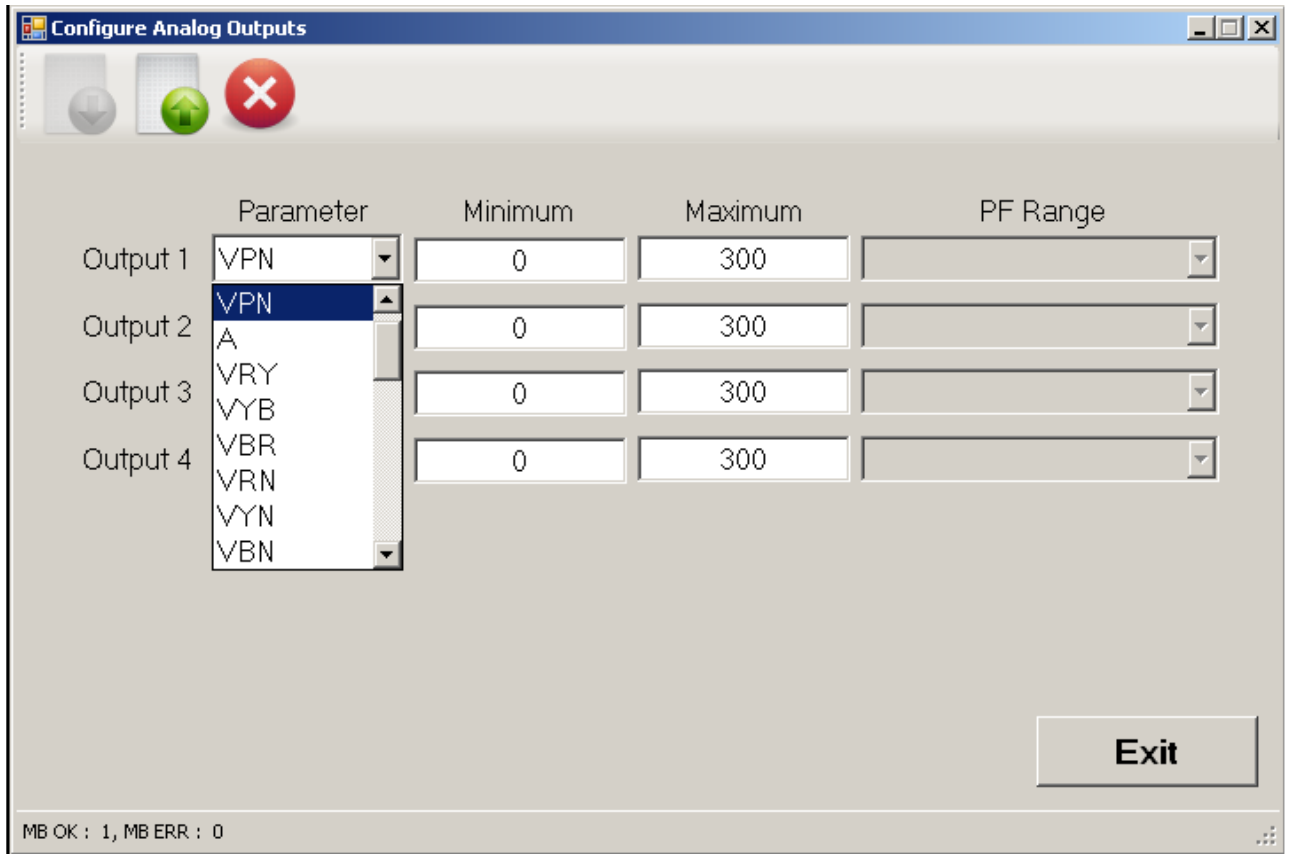 Configure Analog Outputs
Parameter Minimum Maximum PF Range
Output 1 VPN 0 300
VPN
Output 2 0 300
A
VRY
Output 3 0 300
VYB
VBR
Output 4 0 300
VRN
VYN
VBN
Exit
MB OK : 1, MB ERR : 0